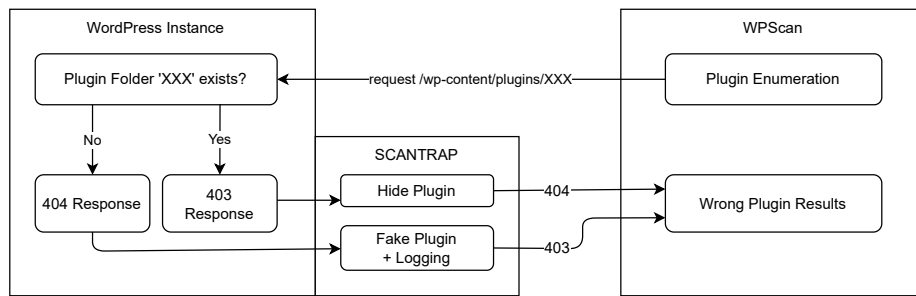 WordPress Instance
WPScan
Plugin Folder 'XXX' exists?
request /wp-content/plugins/XXX
Plugin Enumeration
No
Yes
SCANTRAP
404 Response
403
Response
Hide Plugin
404
Wrong Plugin Results
Fake Plugin
+ Logging
403